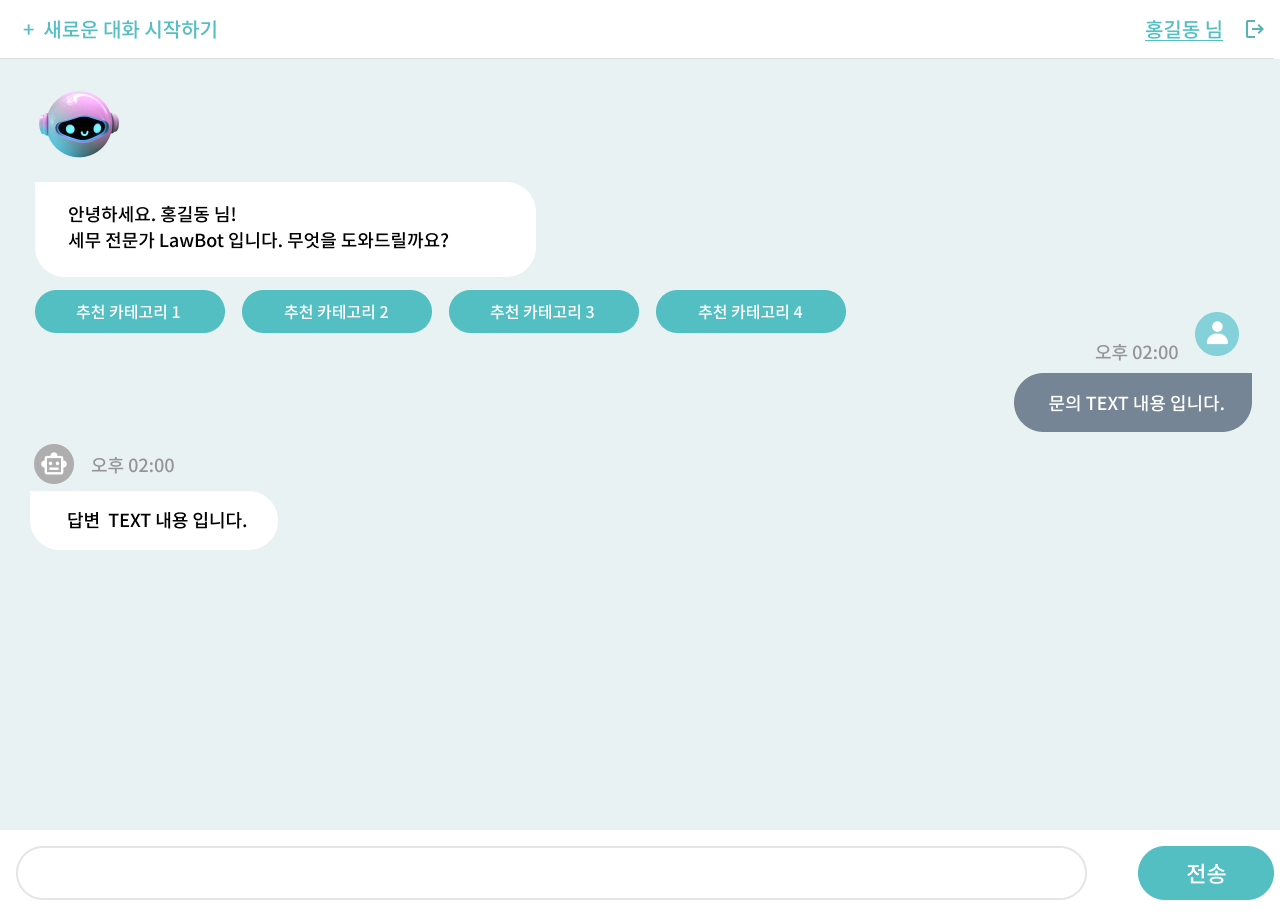 + 새로운 대화 시작하기
홍길동 님
안녕하세요. 홍길동 님!
세무 전문가 LawBot 입니다. 무엇을 도와드릴까요?
추천 카테고리 1
추천 카테고리 2
추천 카테고리 3
추천 카테고리 4
오후 02:00
문의 TEXT 내용 입니다.
오후 02:00
답변  TEXT 내용 입니다.
전송